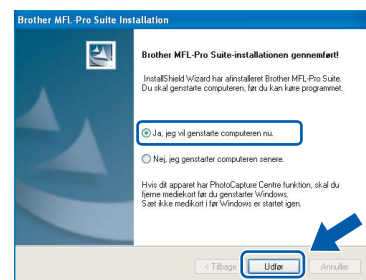 Brother MFL-Pro Suite Installation
Brother MFL-Pro Suite-installationen gennemført!
InstallShield Wizard har afinstalleret Brother MFL-Pro Suite.
Du skal genstarte computeren, før du kan køre programmet.
Ja, jeg vil genstarte computeren nu.
Nej, jeg genstarter computeren senere.
Hvis dit apparet har PhotoCapture Centre funktion, skal du
fjerne mediekort før du genstarter Windows.
Sæt ikke medikort i før Windows er startet igen.
< Tilbage
Udfør
Annuller